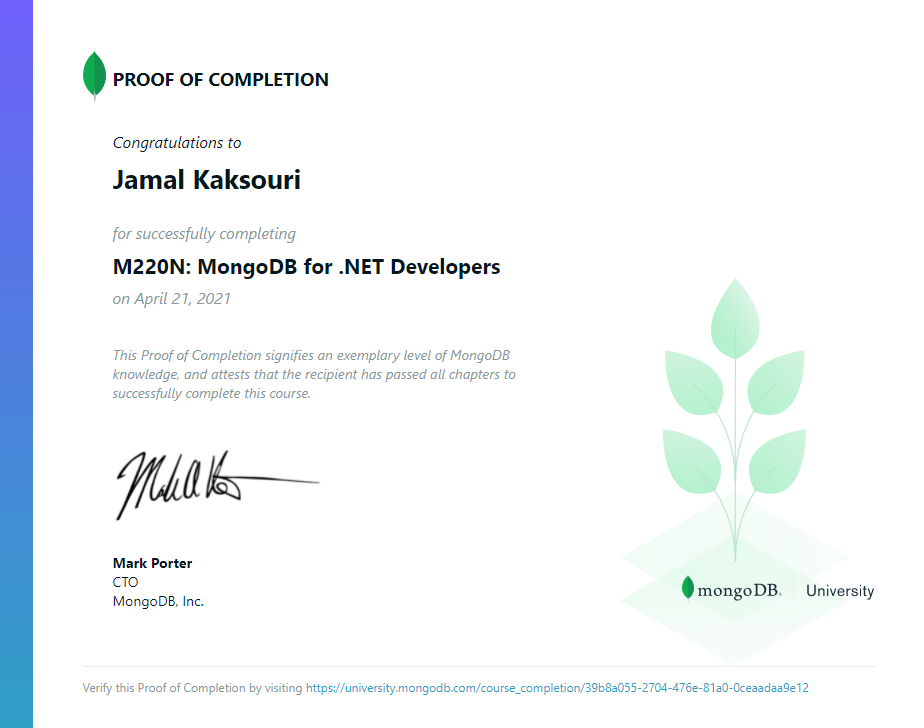 PROOF OF COMPLETION
Congratulations to
Jamal Kaksouri
for successfully completing
M220N: MongoDB for .NET Developers
on April 21, 2021
This Proof of Completion signifies an exemplary level of MongoDB
knowledge, and attests that the recipient has passed all chapters to
successfully complete this course.
Mark Porter
CTO
MongoDB, Inc.
mongoDB. University
Verify this Proof of Completion by visiting https://university.mongodb.com/course_completion/39b8a055-2704-476e-81a0-0ceaadaa9e12